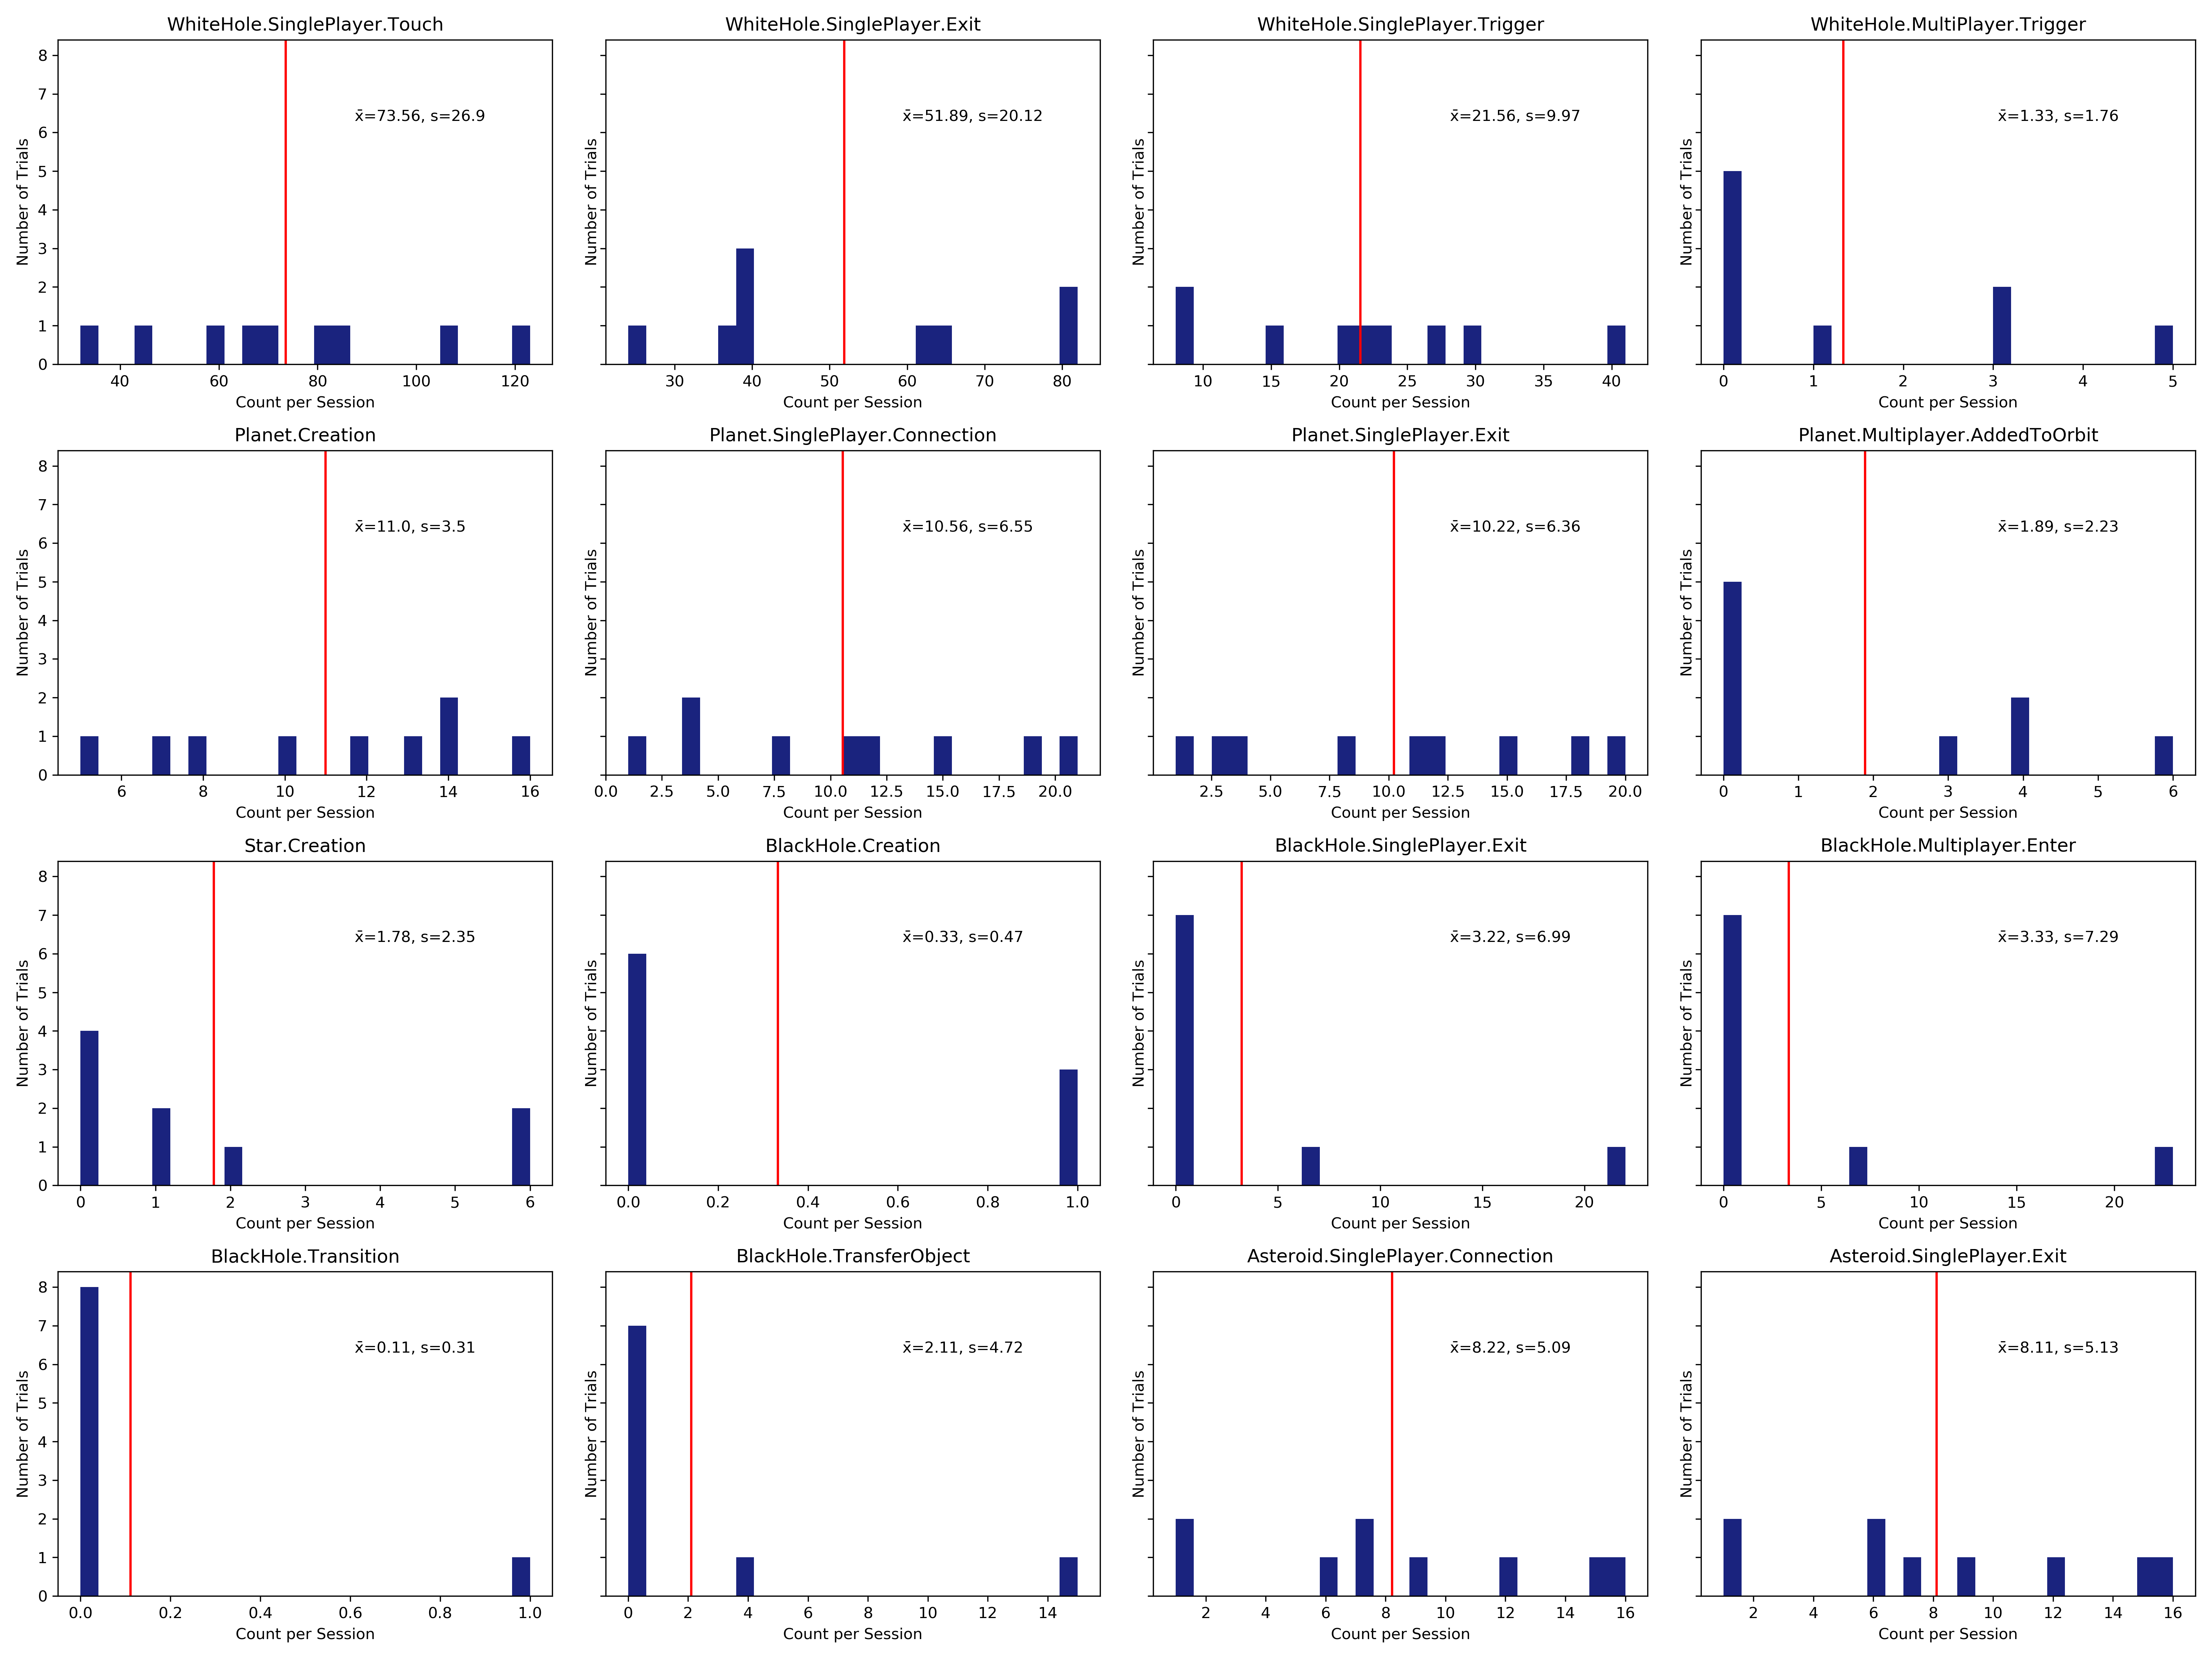 WhiteHole.SinglePlayer.Touch
8
7
x̄=73.56, s=26.9
6
5
4
3
2
1
0
Number of Trials
40 60 80 100 120
Count per Session
WhiteHole.SinglePlayer.Exit
x̄=51.89, s=20.12
Number of Trials
30 40 50 60 70 80
Count per Session
WhiteHole.SinglePlayer.Trigger
x̄=21.56, s=9.97
Number of Trials
10 15 20 25 30 35 40
Count per Session
WhiteHole.MultiPlayer.Trigger
x̄=1.33, s=1.76
Number of Trials
0 1 2 3 4 5
Count per Session
Planet.Creation
8
7
x̄=11.0, s=3.5
6
5
4
3
2
1
0
Number of Trials
6 8 10 12 14 16
Count per Session
Planet.SinglePlayer.Connection
x̄=10.56, s=6.55
Number of Trials
0.0 2.5 5.0 7.5 10.0 12.5 15.0 17.5 20.0
Count per Session
Planet.SinglePlayer.Exit
x̄=10.22, s=6.36
Number of Trials
2.5 5.0 7.5 10.0 12.5 15.0 17.5 20.0
Count per Session
Planet.Multiplayer.AddedToOrbit
x̄=1.89, s=2.23
Number of Trials
0 1 2 3 4 5 6
Count per Session
Star.Creation
8
7
x̄=1.78, s=2.35
6
5
4
3
2
1
0
Number of Trials
0 1 2 3 4 5 6
Count per Session
BlackHole.Creation
x̄=0.33, s=0.47
Number of Trials
0.0 0.2 0.4 0.6 0.8 1.0
Count per Session
BlackHole.SinglePlayer.Exit
x̄=3.22, s=6.99
Number of Trials
0 5 10 15 20
Count per Session
BlackHole.Multiplayer.Enter
x̄=3.33, s=7.29
Number of Trials
0 5 10 15 20
Count per Session
BlackHole.Transition
8
7
x̄=0.11, s=0.31
6
5
4
3
2
1
0
Number of Trials
0.0 0.2 0.4 0.6 0.8 1.0
Count per Session
BlackHole.TransferObject
x̄=2.11, s=4.72
Number of Trials
0 2 4 6 8 10 12 14
Count per Session
Asteroid.SinglePlayer.Connection
x̄=8.22, s=5.09
Number of Trials
2 4 6 8 10 12 14 16
Count per Session
Asteroid.SinglePlayer.Exit
x̄=8.11, s=5.13
Number of Trials
2 4 6 8 10 12 14 16
Count per Session